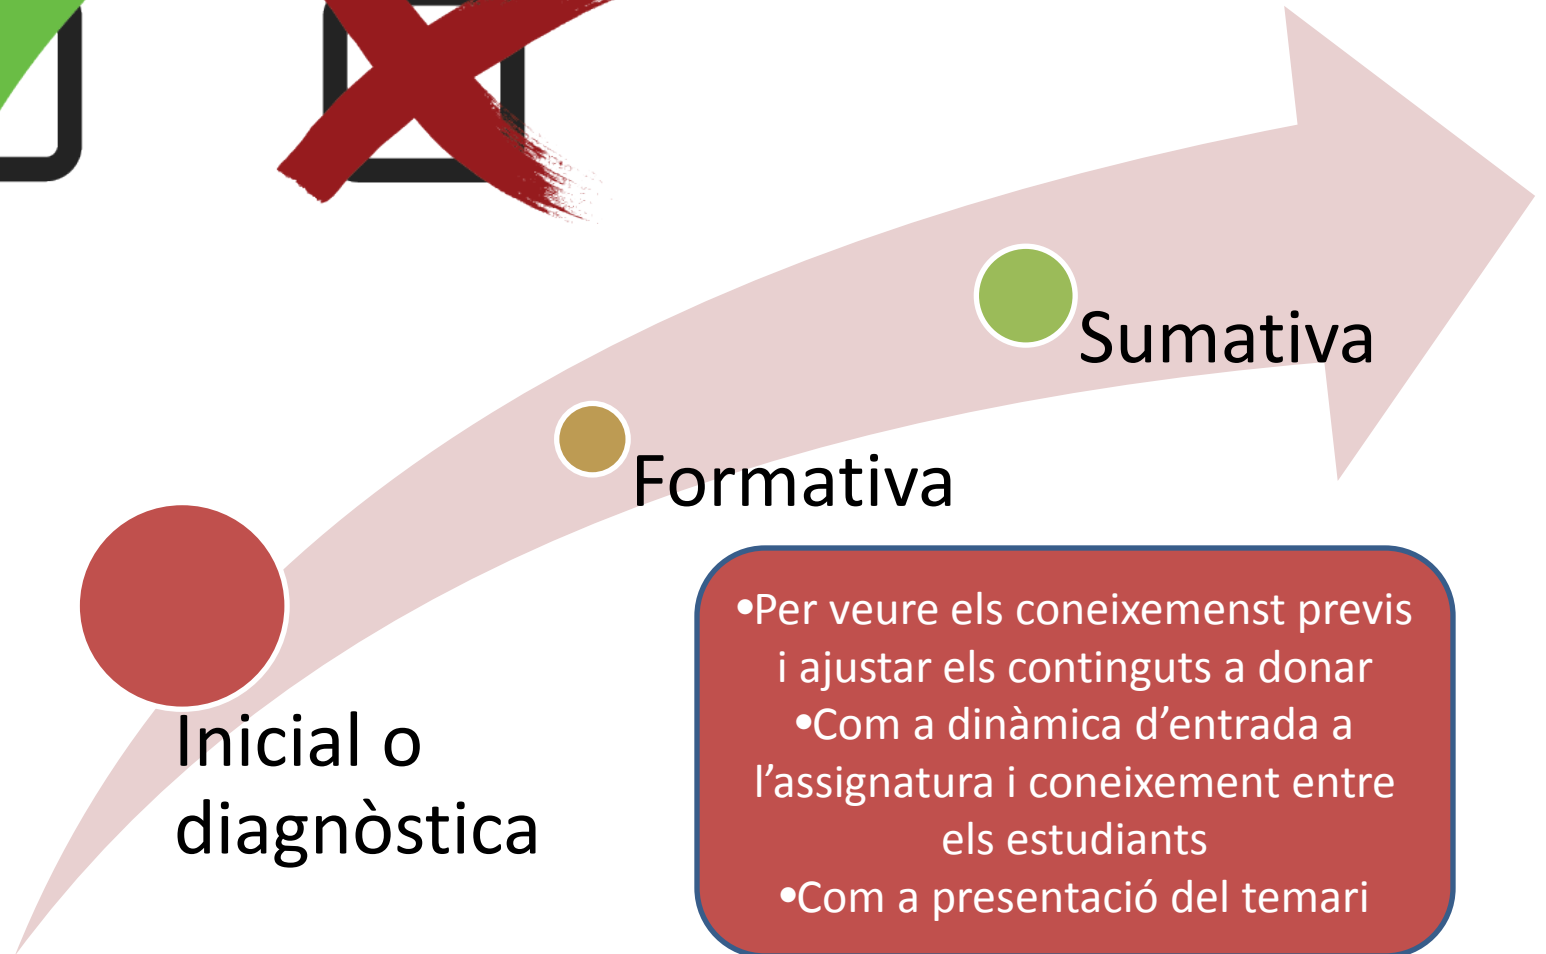 Sumativa
Formativa
Inicial o
diagnòstica
•Per veure els coneixemenst previs
i ajustar els continguts a donar
•Com a dinàmica d’entrada a
l’assignatura i coneixement entre
els estudiants
•Com a presentació del temari